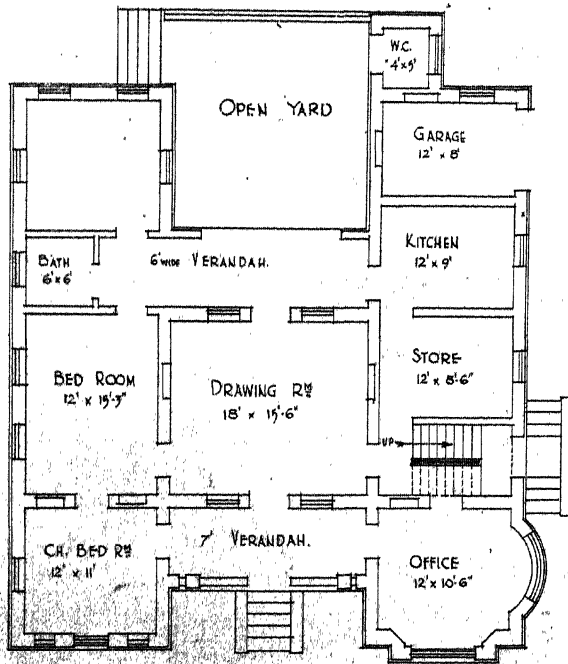 W.C.
4' x 5'
OPEN YARD
GARAGE
12' x 8'
BATH
6' x 6'
6' WIDE VERANDAH.
KITCHEN
12' x 9'
STORE
12' x 8'-6"
BED ROOM
12' x 15'-3"
DRAWING RM
18' x 15'-6"
UP
CH. BED RM
12' x 11'
7' VERANDAH.
OFFICE
12' x 10'-6"